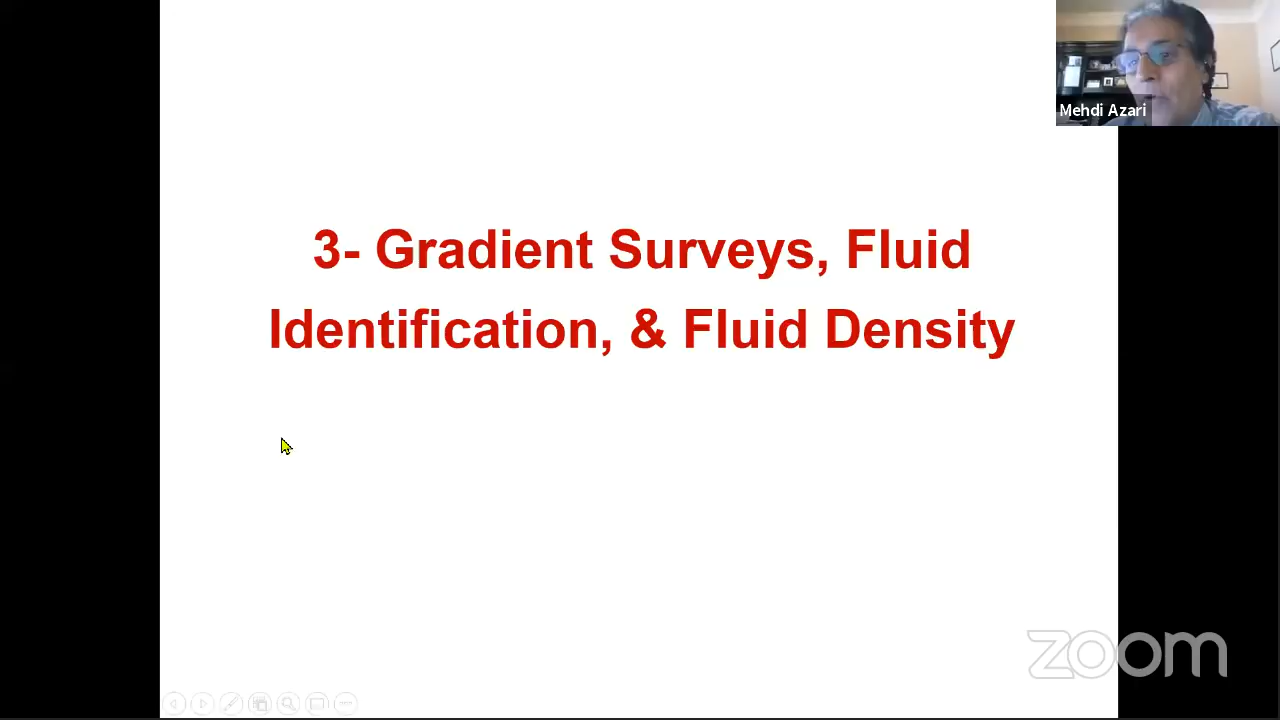 Mehdi Azari
3- Gradient Surveys, Fluid
Identification, & Fluid Density
zoom